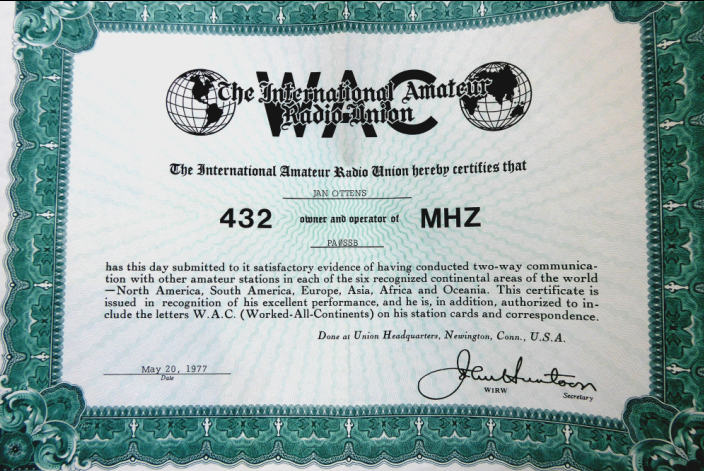 WAC
The International Amateur
Radio Union
The International Amateur Radio Union hereby certifies that
JAN OTTENS
432 owner and operator of MHZ
PAØSSB
has this day submitted to it satisfactory evidence of having conducted two-way communica-
tion with other amateur stations in each of the six recognized continental areas of the world
—North America, South America, Europe, Asia, Africa and Oceania. This certificate is
issued in recognition of his excellent performance, and he is, in addition, authorized to in-
clude the letters W.A.C. (Worked-All-Continents) on his station cards and correspondence.
Done at Union Headquarters, Newington, Conn., U.S.A.
May 20, 1977
Date
John Huntoon
W1RW
Secretary